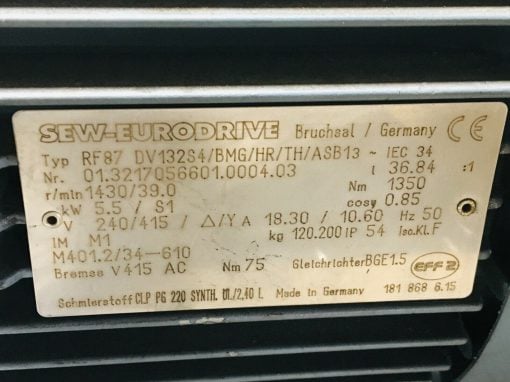 SEW-EURODRIVE Bruchsal / Germany CE
Typ RF87 DV132S4/BMG/HR/TH/ASB13 ~ IEC 34
Nr. 01.3217056601.0004.03 i 36.84 :1
r/min 1430/39.0 Nm 1350
kW 5.5 / S1 cosφ 0.85
V 240/415 / △/Y A 18.30 / 10.60 Hz 50
IM M1 kg 120.200 IP 54 Iso.Kl. F
M401.2/34-610
Bremse V 415 AC Nm 75 Gleichrichter BGE1.5 EFF 2
Schmierstoff CLP PG 220 SYNTH. Öl/2,40 L Made in Germany 181 868 6.15